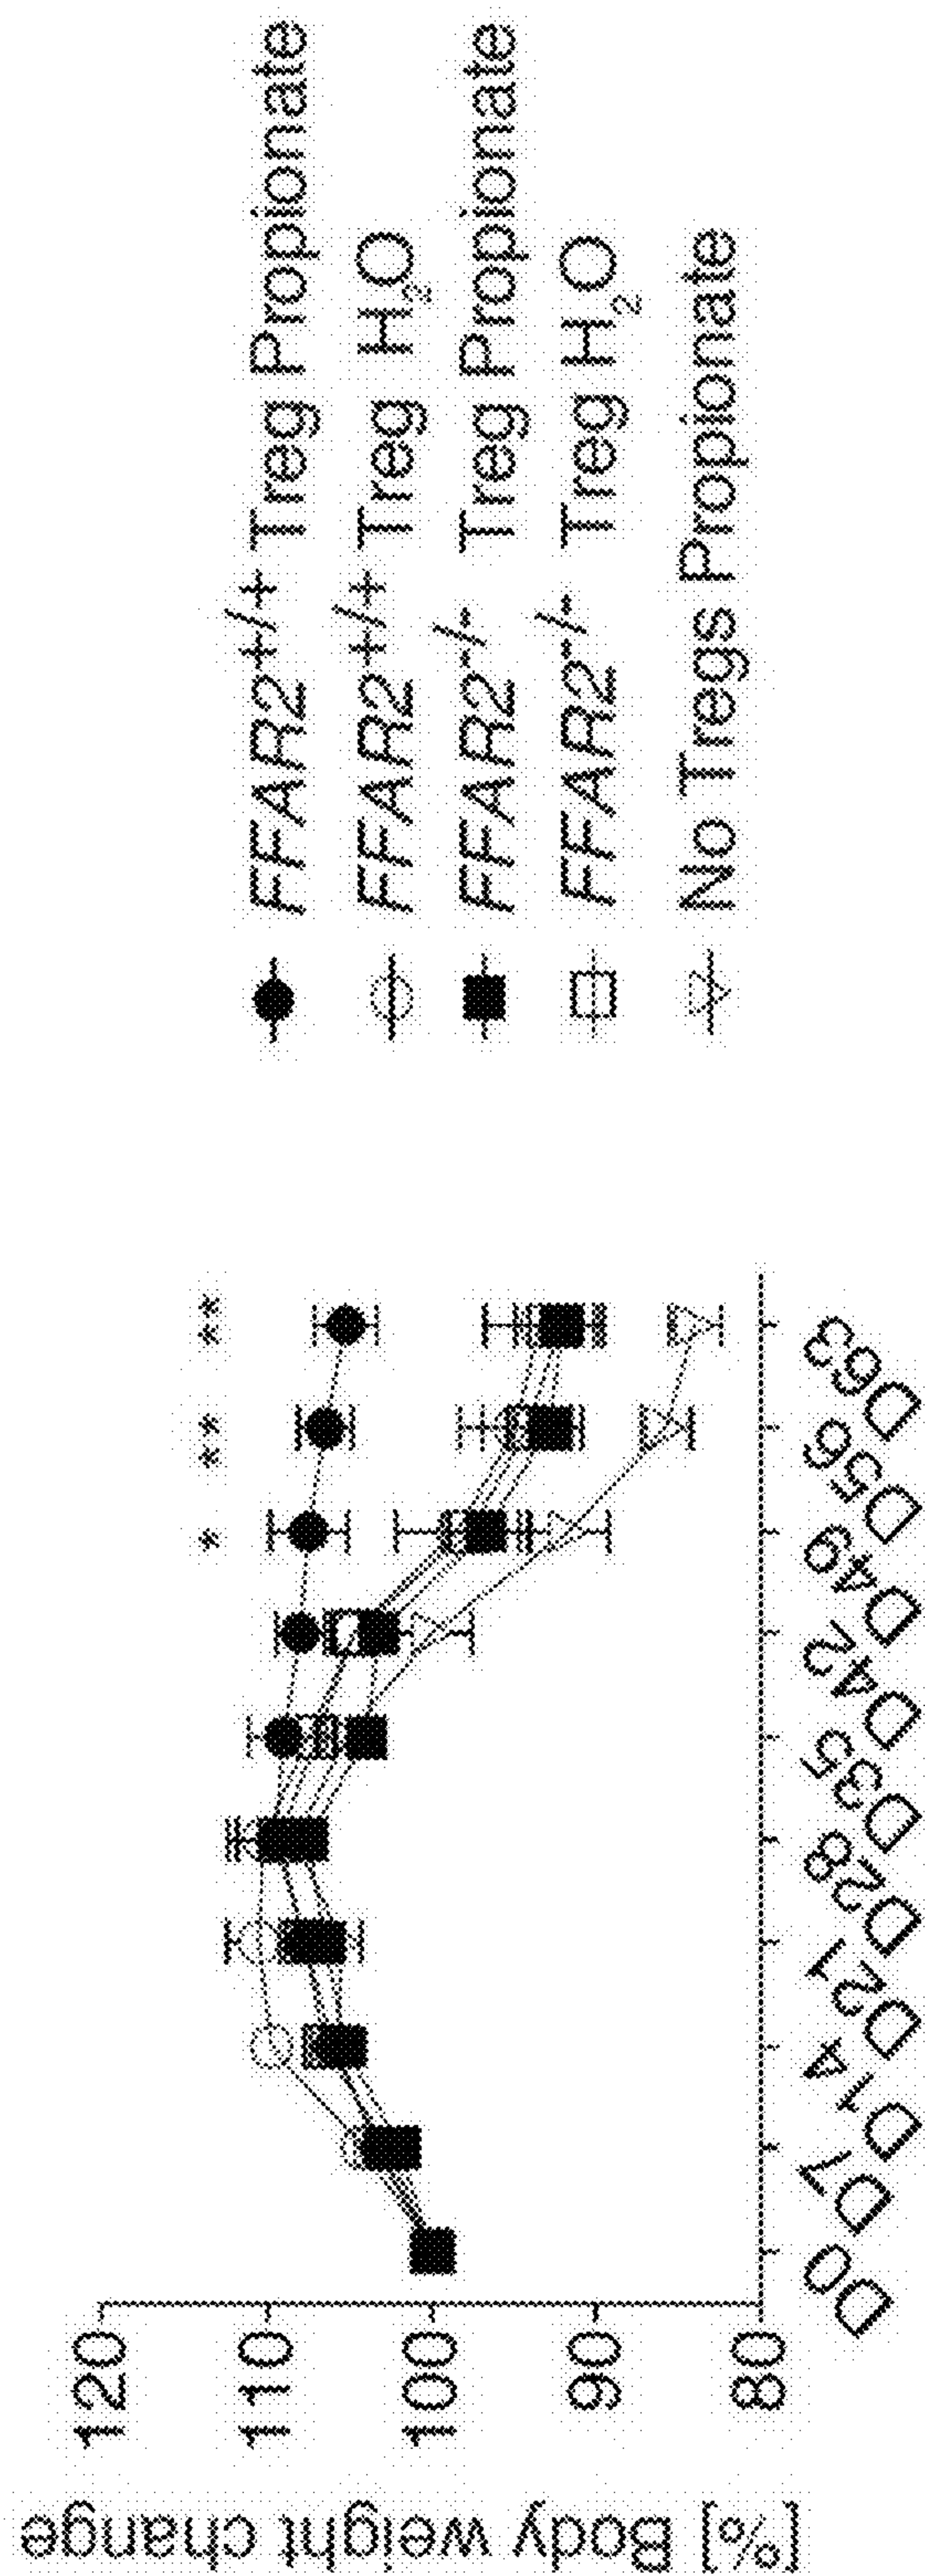 [%] Body weight change
120
110
100
90
80
**
**
*
D0
D7
D14
D21
D28
D35
D42
D49
D56
D63
FFAR2+/+ Treg Propionate
FFAR2+/+ Treg H2O
FFAR2-/- Treg Propionate
FFAR2-/- Treg H2O
No Tregs Propionate